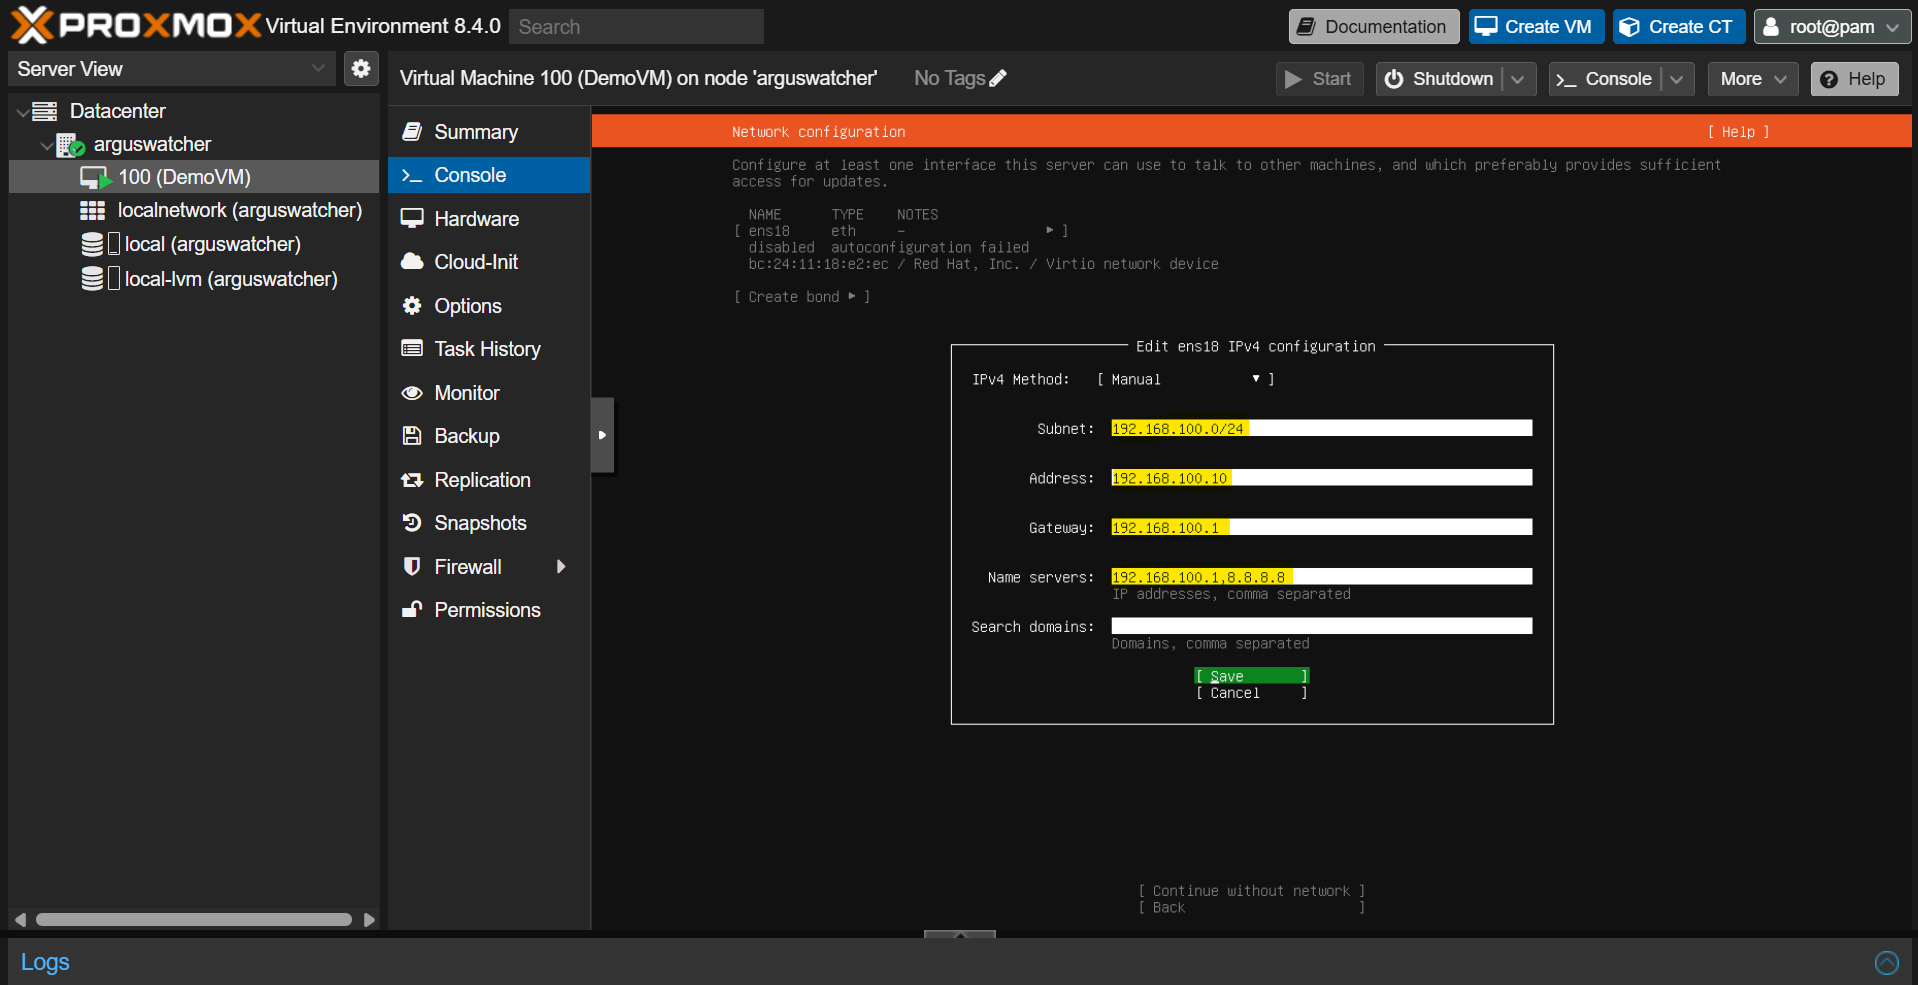 PROXMOX Virtual Environment 8.4.0 Search Documentation Create VM Create CT root@pam
Server View
Datacenter
arguswatcher
100 (DemoVM)
localnetwork (arguswatcher)
local (arguswatcher)
local-lvm (arguswatcher)
Virtual Machine 100 (DemoVM) on node 'arguswatcher' No Tags Start Shutdown Console More Help
Summary
Console
Hardware
Cloud-Init
Options
Task History
Monitor
Backup
Replication
Snapshots
Firewall
Permissions
Network configuration [ Help ]
Configure at least one interface this server can use to talk to other machines, and which preferably provides sufficient
access for updates.
NAME TYPE NOTES
[ ens18 eth – ▸ ]
disabled autoconfiguration failed
bc:24:11:18:e2:ec / Red Hat, Inc. / Virtio network device
[ Create bond ▸ ]
Edit ens18 IPv4 configuration
IPv4 Method: [ Manual ▾ ]
Subnet: 192.168.100.0/24
Address: 192.168.100.10
Gateway: 192.168.100.1
Name servers: 192.168.100.1,8.8.8.8
IP addresses, comma separated
Search domains:
Domains, comma separated
[ Save ]
[ Cancel ]
[ Continue without network ]
[ Back ]
Logs